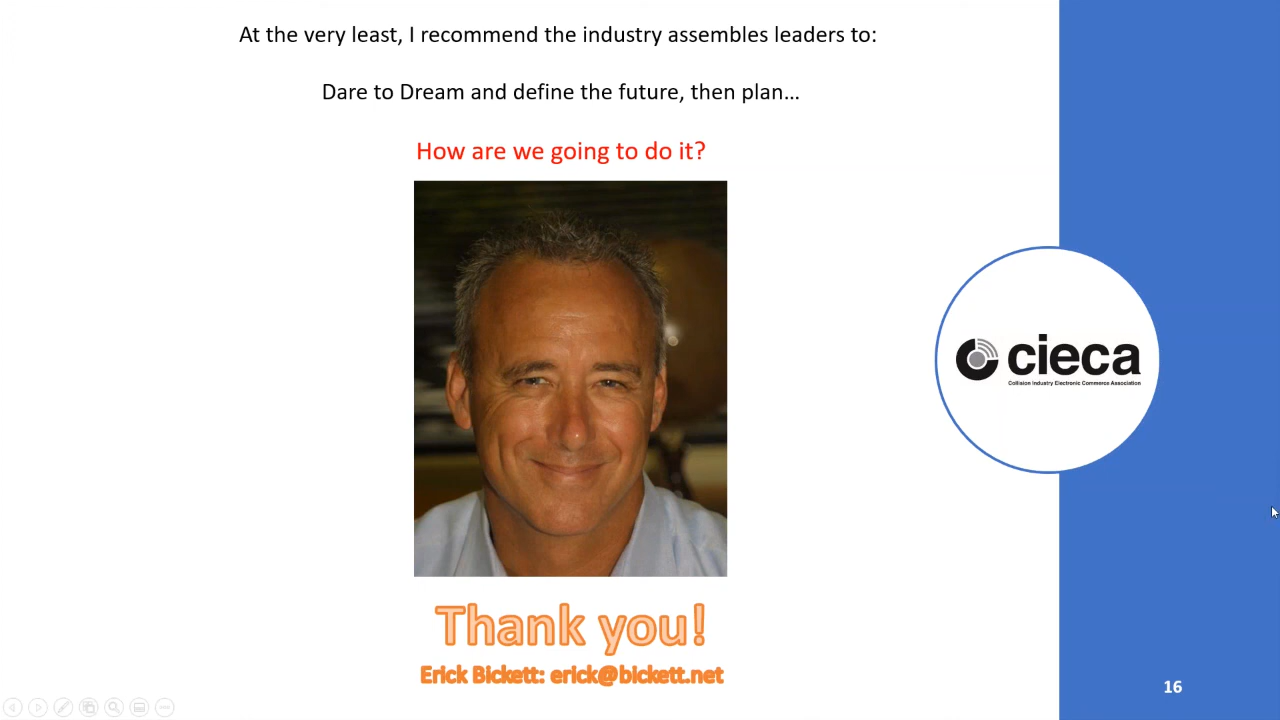 At the very least, I recommend the industry assembles leaders to:
Dare to Dream and define the future, then plan...
How are we going to do it?
cieca
Collision Industry Electronic Commerce Association
Thank you!
Erick Bickett: erick@bickett.net
16